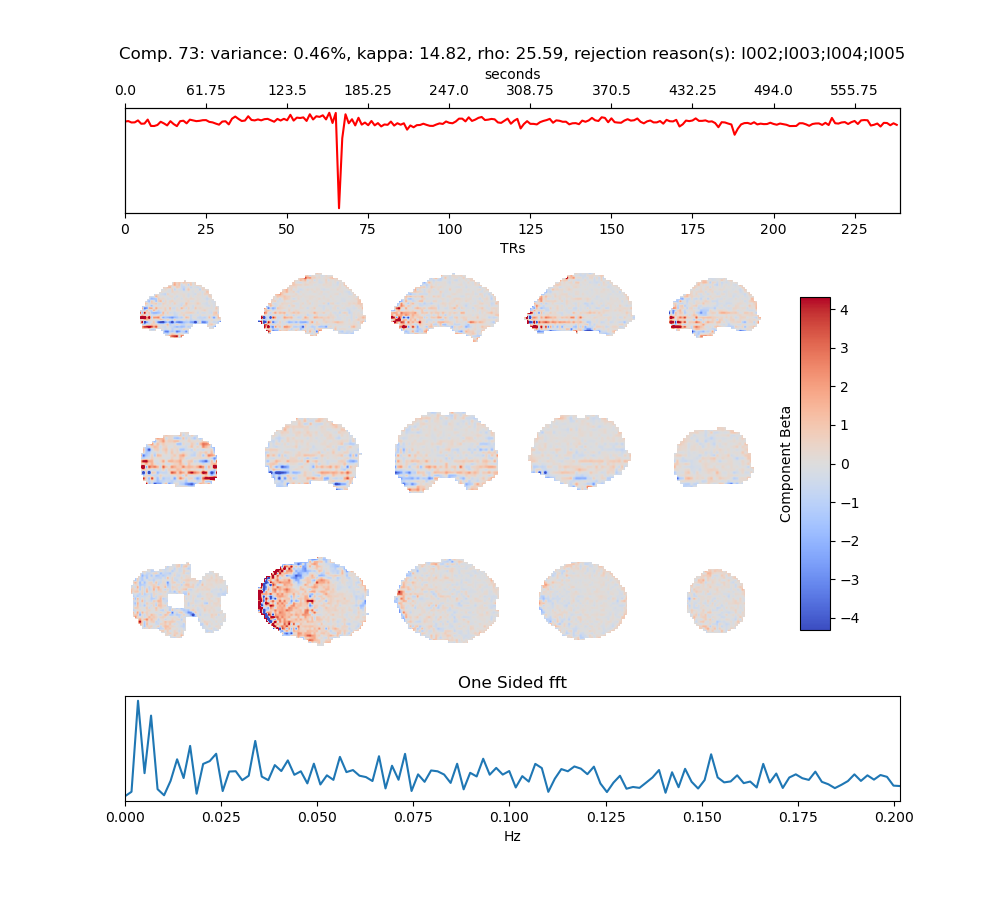 Comp. 73: variance: 0.46%, kappa: 14.82, rho: 25.59, rejection reason(s): I002;I003;I004;I005
seconds
0.0 61.75 123.5 185.25 247.0 308.75 370.5 432.25 494.0 555.75
0 25 50 75 100 125 150 175 200 225
TRs
4
3
2
1
0
−1
−2
−3
−4
Component Beta
One Sided fft
0.000 0.025 0.050 0.075 0.100 0.125 0.150 0.175 0.200
Hz